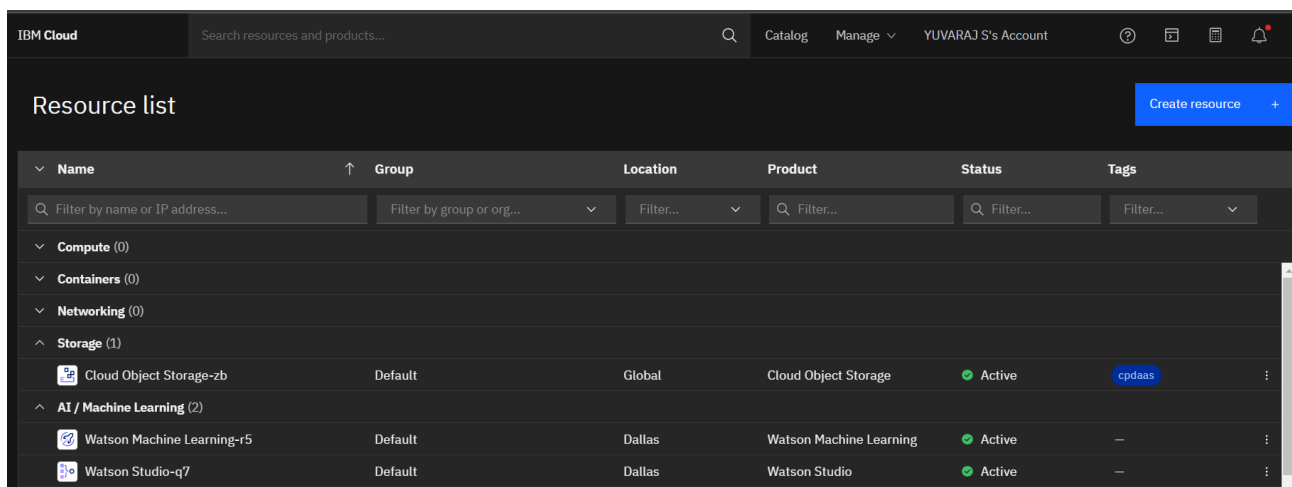 IBM Cloud Search resources and products... Catalog Manage YUVARAJ S's Account
Resource list Create resource +
Name Group Location Product Status Tags
Filter by name or IP address... Filter by group or org... Filter... Filter... Filter... Filter...
Compute (0)
Containers (0)
Networking (0)
Storage (1)
Cloud Object Storage-zb Default Global Cloud Object Storage Active cpdaas
AI / Machine Learning (2)
Watson Machine Learning-r5 Default Dallas Watson Machine Learning Active –
Watson Studio-q7 Default Dallas Watson Studio Active –